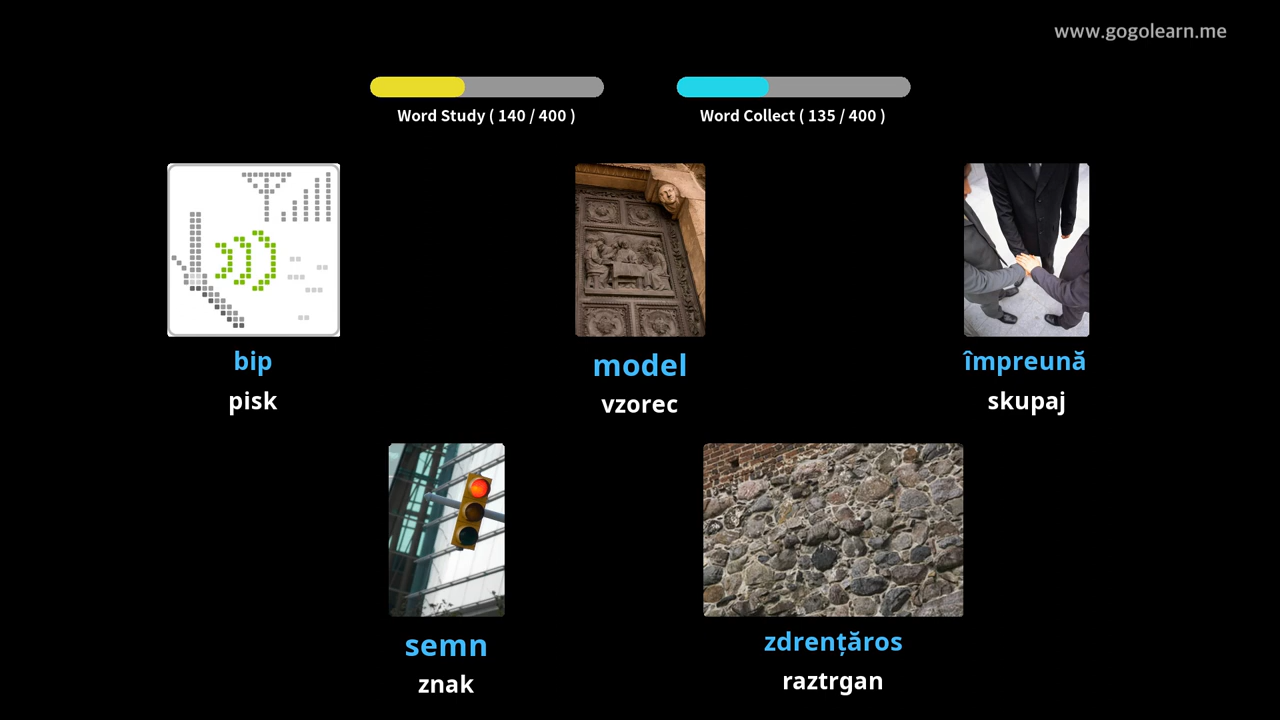 www.gogolearn.me
Word Study ( 140 / 400 )
Word Collect ( 135 / 400 )
bip
pisk
model
vzorec
împreună
skupaj
semn
znak
zdrențăros
raztrgan